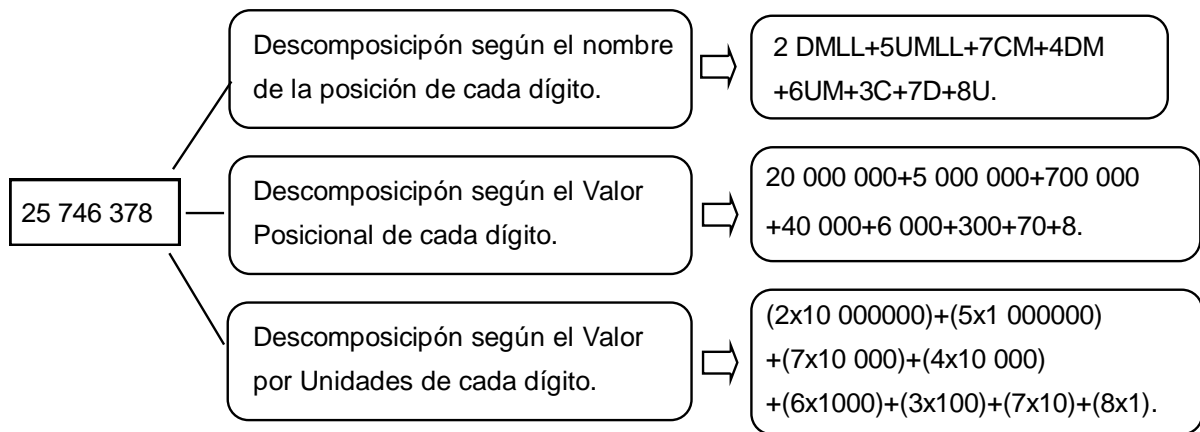 Descomposicipón según el nombre
de la posición de cada dígito.
2 DMLL+5UMLL+7CM+4DM
+6UM+3C+7D+8U.
25 746 378
Descomposicipón según el Valor
Posicional de cada dígito.
20 000 000+5 000 000+700 000
+40 000+6 000+300+70+8.
Descomposicipón según el Valor
por Unidades de cada dígito.
(2x10 000000)+(5x1 000000)
+(7x10 000)+(4x10 000)
+(6x1000)+(3x100)+(7x10)+(8x1).